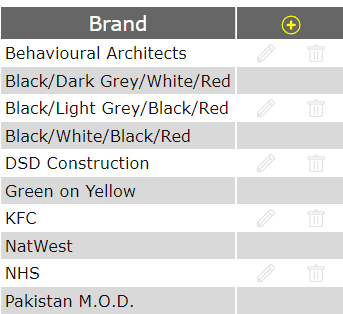 Brand
Behavioural Architects
Black/Dark Grey/White/Red
Black/Light Grey/Black/Red
Black/White/Black/Red
DSD Construction
Green on Yellow
KFC
NatWest
NHS
Pakistan M.O.D.